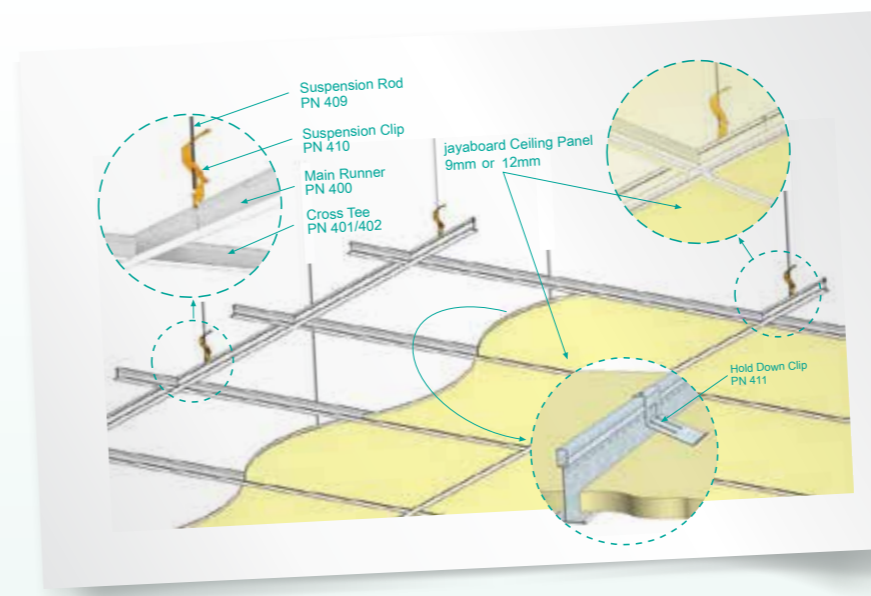 Suspension Rod
PN 409
Suspension Clip
PN 410
Main Runner
PN 400
Cross Tee
PN 401/402
jayaboard Ceiling Panel
9mm or 12mm
Hold Down Clip
PN 411